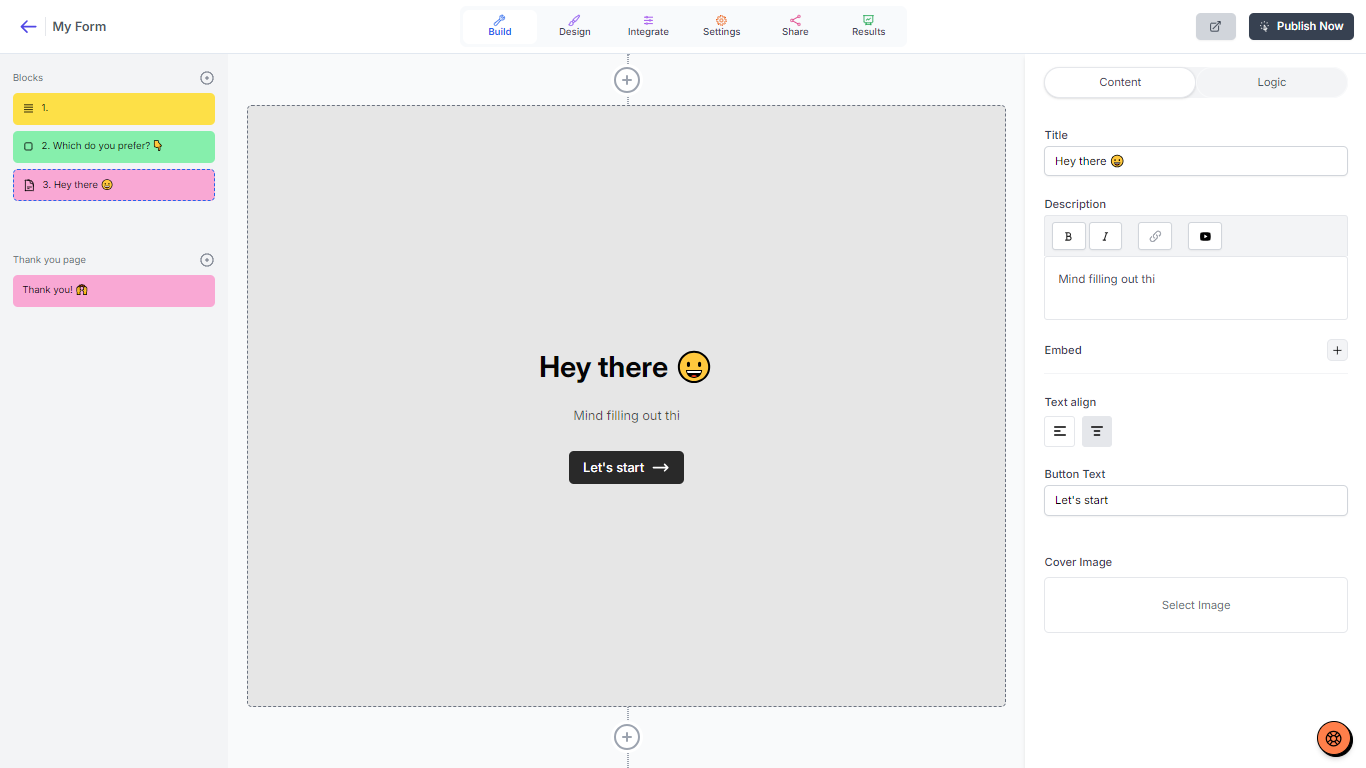 My Form
Build
Design
Integrate
Settings
Share
Results
Publish Now
Blocks
1.
2. Which do you prefer? 👇
3. Hey there 😀
Thank you page
Thank you! 🙌
Hey there 😀
Mind filling out thi
Let's start →
Content
Logic
Title
Hey there 😀
Description
B I
Mind filling out thi
Embed
Text align
Button Text
Let's start
Cover Image
Select Image